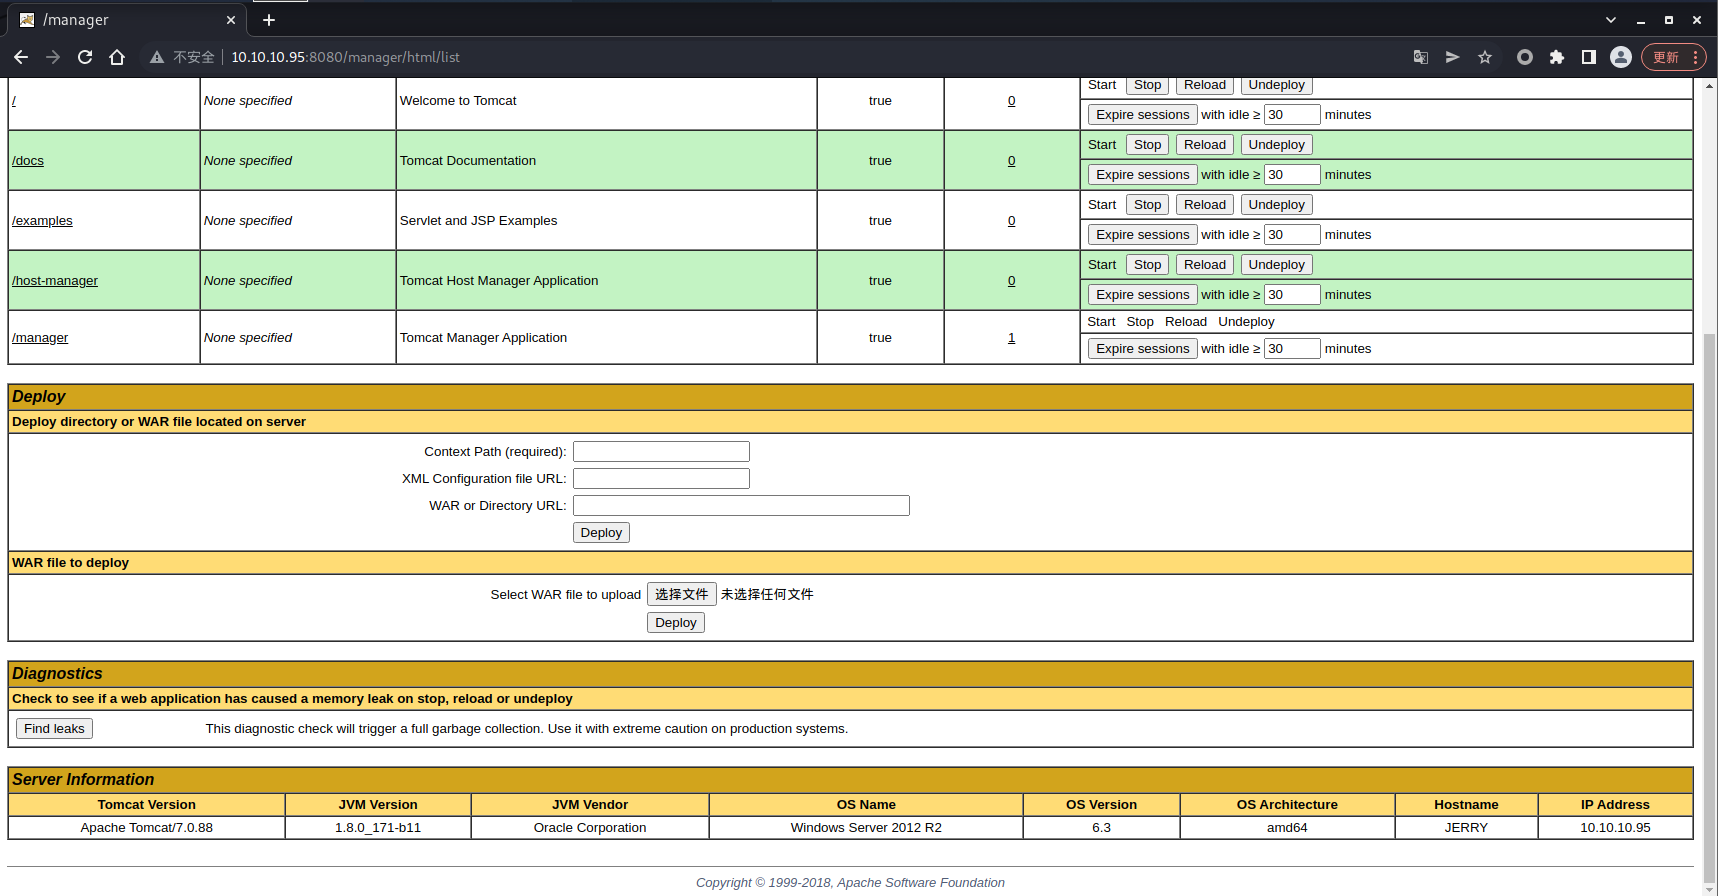 /manager
不安全 10.10.10.95:8080/manager/html/list 更新
/ None specified Welcome to Tomcat true 0 Start Stop Reload Undeploy
Expire sessions with idle ≥ 30 minutes
/docs None specified Tomcat Documentation true 0 Start Stop Reload Undeploy
Expire sessions with idle ≥ 30 minutes
/examples None specified Servlet and JSP Examples true 0 Start Stop Reload Undeploy
Expire sessions with idle ≥ 30 minutes
/host-manager None specified Tomcat Host Manager Application true 0 Start Stop Reload Undeploy
Expire sessions with idle ≥ 30 minutes
/manager None specified Tomcat Manager Application true 1 Start Stop Reload Undeploy
Expire sessions with idle ≥ 30 minutes
Deploy
Deploy directory or WAR file located on server
Context Path (required):
XML Configuration file URL:
WAR or Directory URL:
Deploy
WAR file to deploy
Select WAR file to upload 选择文件 未选择任何文件
Deploy
Diagnostics
Check to see if a web application has caused a memory leak on stop, reload or undeploy
Find leaks This diagnostic check will trigger a full garbage collection. Use it with extreme caution on production systems.
Server Information
Tomcat Version JVM Version JVM Vendor OS Name OS Version OS Architecture Hostname IP Address
Apache Tomcat/7.0.88 1.8.0_171-b11 Oracle Corporation Windows Server 2012 R2 6.3 amd64 JERRY 10.10.10.95
Copyright © 1999-2018, Apache Software Foundation